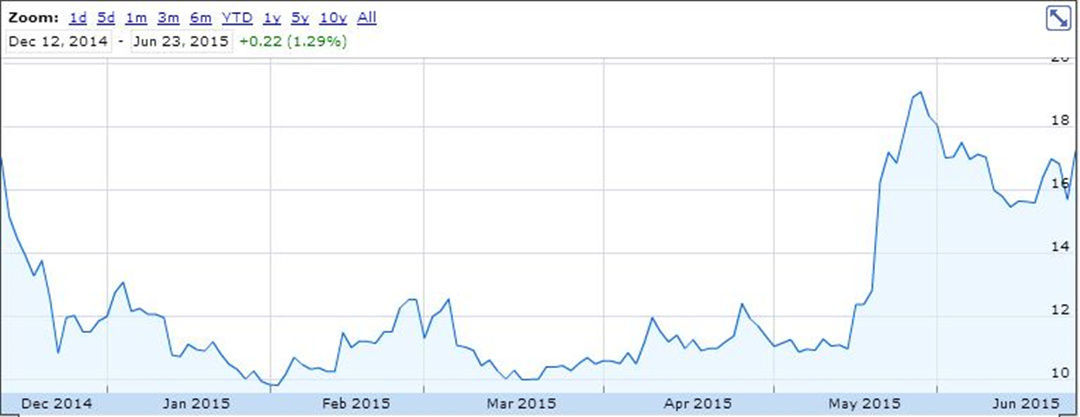 Zoom: 1d 5d 1m 3m 6m YTD 1y 5y 10y All
Dec 12, 2014 - Jun 23, 2015 +0.22 (1.29%)
20
18
16
14
12
10
Dec 2014 Jan 2015 Feb 2015 Mar 2015 Apr 2015 May 2015 Jun 2015